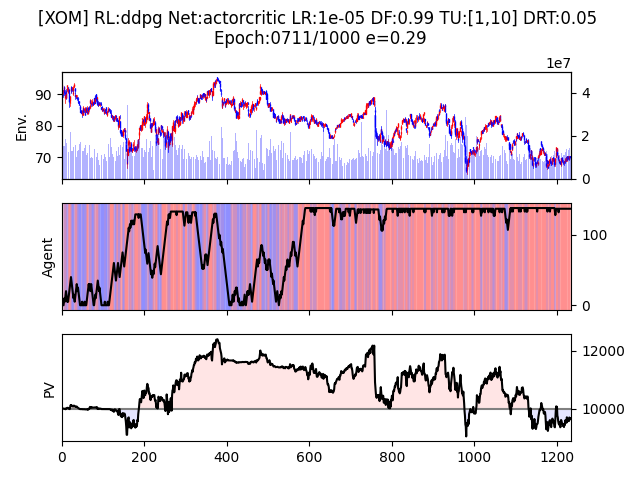 [XOM] RL:ddpg Net:actorcritic LR:1e-05 DF:0.99 TU:[1,10] DRT:0.05
Epoch:0711/1000 e=0.29
1e7
Env.
90
80
70
4
2
0
Agent
100
0
PV
12000
10000
0 200 400 600 800 1000 1200